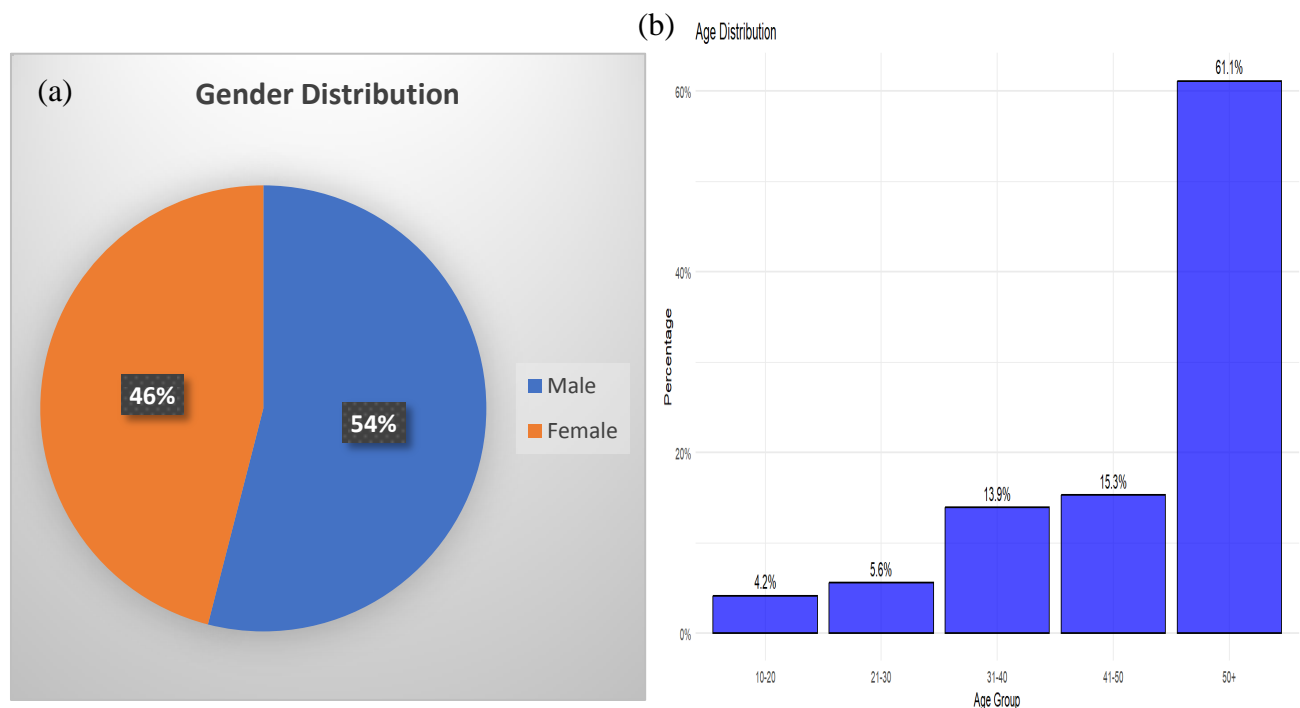 (a)
Gender Distribution
46%
54%
Male
Female
(b)
Age Distribution
Percentage
60%
40%
20%
0%
4.2%
5.6%
13.9%
15.3%
61.1%
10-20
21-30
31-40
41-50
50+
Age Group